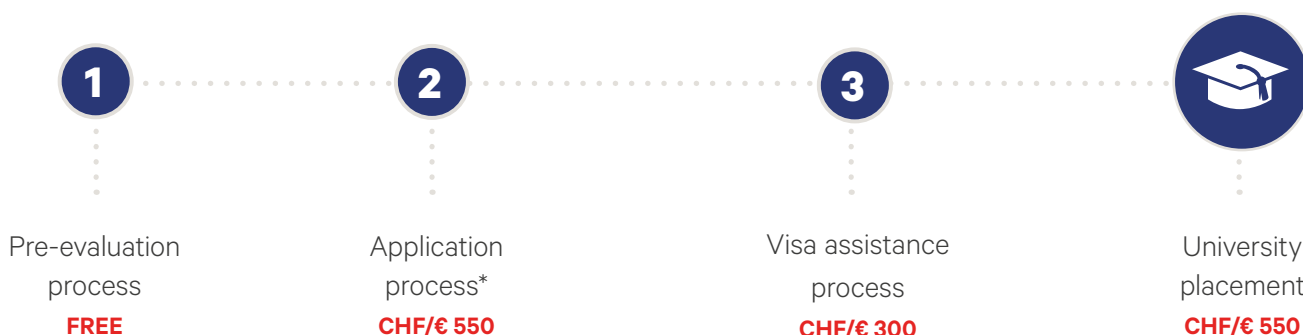 1
2
3
Pre-evaluation
process
FREE
Application
process*
CHF/€ 550
Visa assistance
process
CHF/€ 300
University
placement
CHF/€ 550